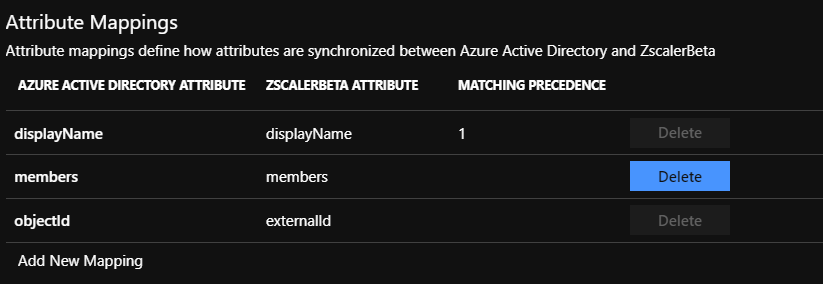 Attribute Mappings
Attribute mappings define how attributes are synchronized between Azure Active Directory and ZscalerBeta
AZURE ACTIVE DIRECTORY ATTRIBUTE ZSCALERBETA ATTRIBUTE MATCHING PRECEDENCE
displayName displayName 1 Delete
members members Delete
objectId externalId Delete
Add New Mapping